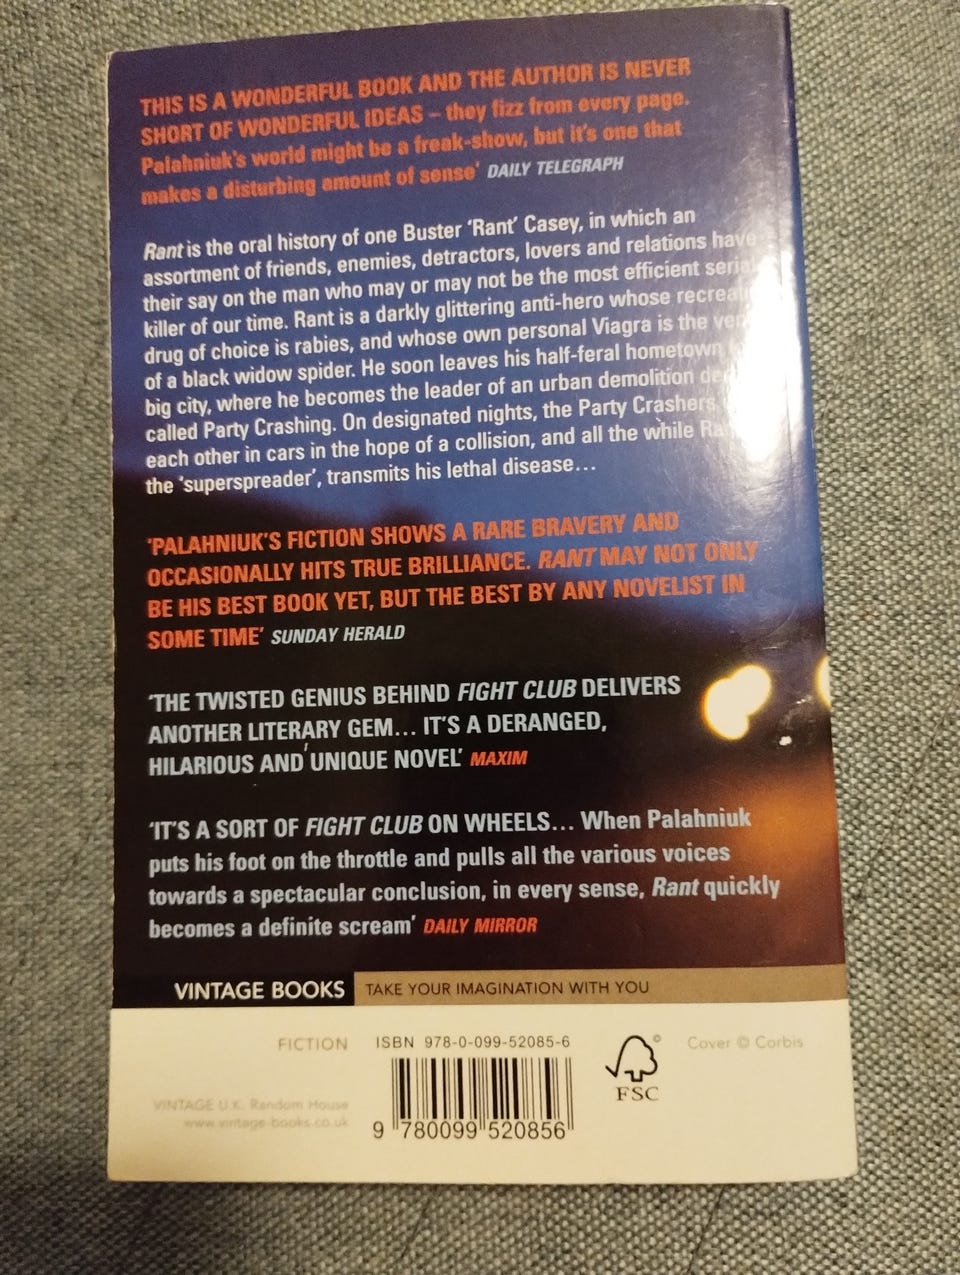 THIS IS A WONDERFUL BOOK AND THE AUTHOR IS NEVER
SHORT OF WONDERFUL IDEAS – they fizz from every page.
Palahniuk's world might be a freak-show, but it's one that
makes a disturbing amount of sense' DAILY TELEGRAPH
Rant is the oral history of one Buster 'Rant' Casey, in which an
assortment of friends, enemies, detractors, lovers and relations have
their say on the man who may or may not be the most efficient serial
killer of our time. Rant is a darkly glittering anti-hero whose recreat
drug of choice is rabies, and whose own personal Viagra is the ven
of a black widow spider. He soon leaves his half-feral hometown
big city, where he becomes the leader of an urban demolition de
called Party Crashing. On designated nights, the Party Crashers
each other in cars in the hope of a collision, and all the while Ra
the 'superspreader', transmits his lethal disease...
'PALAHNIUK'S FICTION SHOWS A RARE BRAVERY AND
OCCASIONALLY HITS TRUE BRILLIANCE. RANT MAY NOT ONLY
BE HIS BEST BOOK YET, BUT THE BEST BY ANY NOVELIST IN
SOME TIME' SUNDAY HERALD
'THE TWISTED GENIUS BEHIND FIGHT CLUB DELIVERS
ANOTHER LITERARY GEM... IT'S A DERANGED,
HILARIOUS AND UNIQUE NOVEL' MAXIM
'IT'S A SORT OF FIGHT CLUB ON WHEELS... When Palahniuk
puts his foot on the throttle and pulls all the various voices
towards a spectacular conclusion, in every sense, Rant quickly
becomes a definite scream' DAILY MIRROR
VINTAGE BOOKS TAKE YOUR IMAGINATION WITH YOU
FICTION ISBN 978-0-099-52085-6 Cover © Corbis
FSC
VINTAGE U.K. Random House
www.vintage-books.co.uk
9 780099 520856